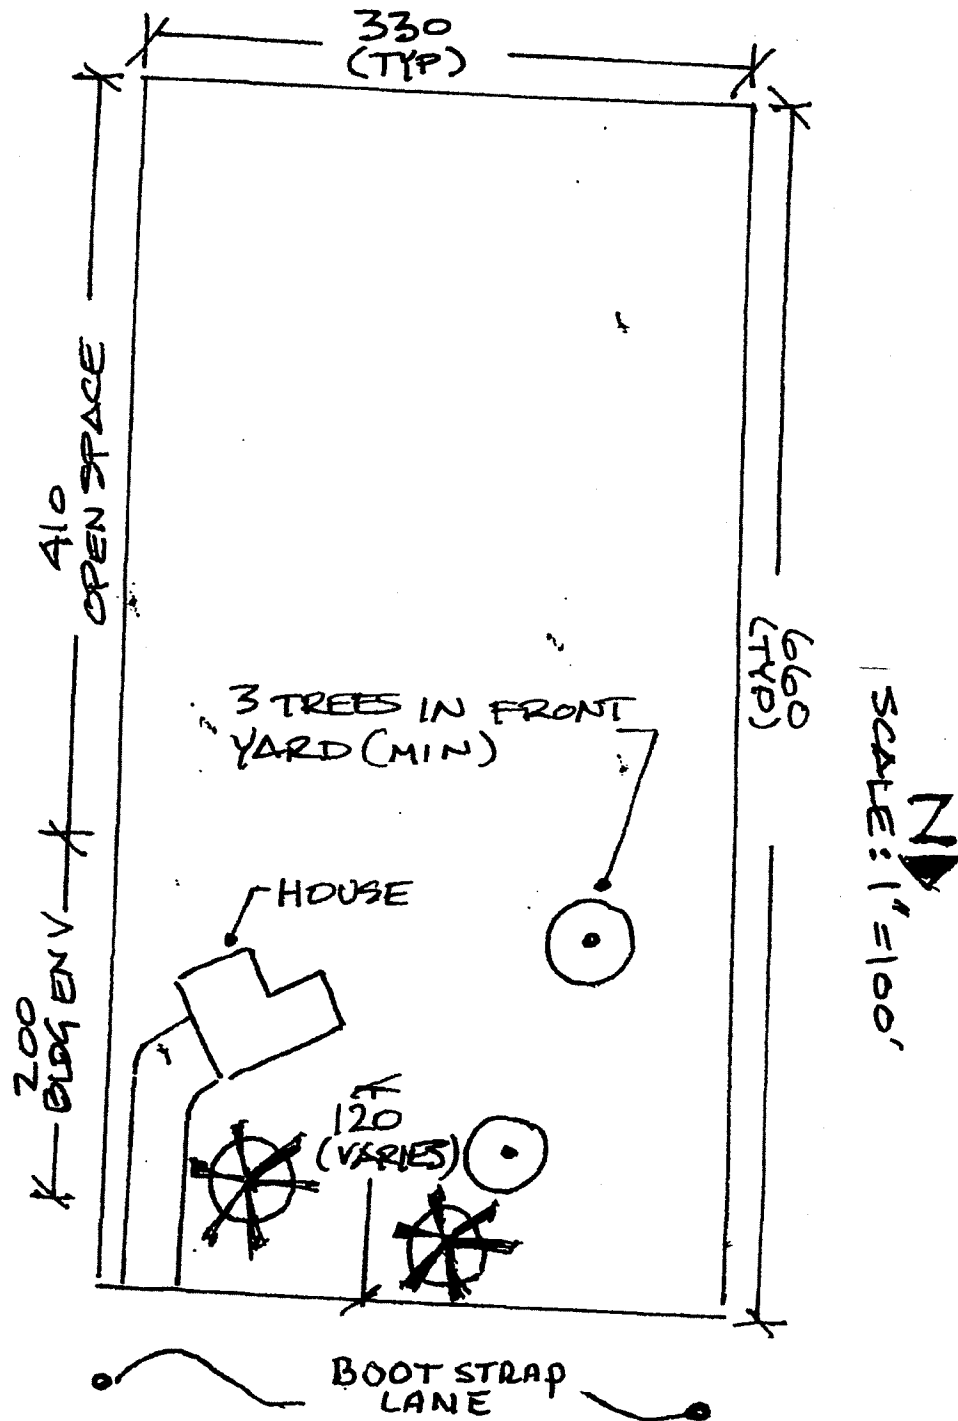 330
(TYP)
410
OPEN SPACE
660
(TYP)
3 TREES IN FRONT
YARD (MIN)
N
SCALE: 1"=100'
HOUSE
200
BLDG ENV
120
(VARIES)
BOOT STRAP
LANE